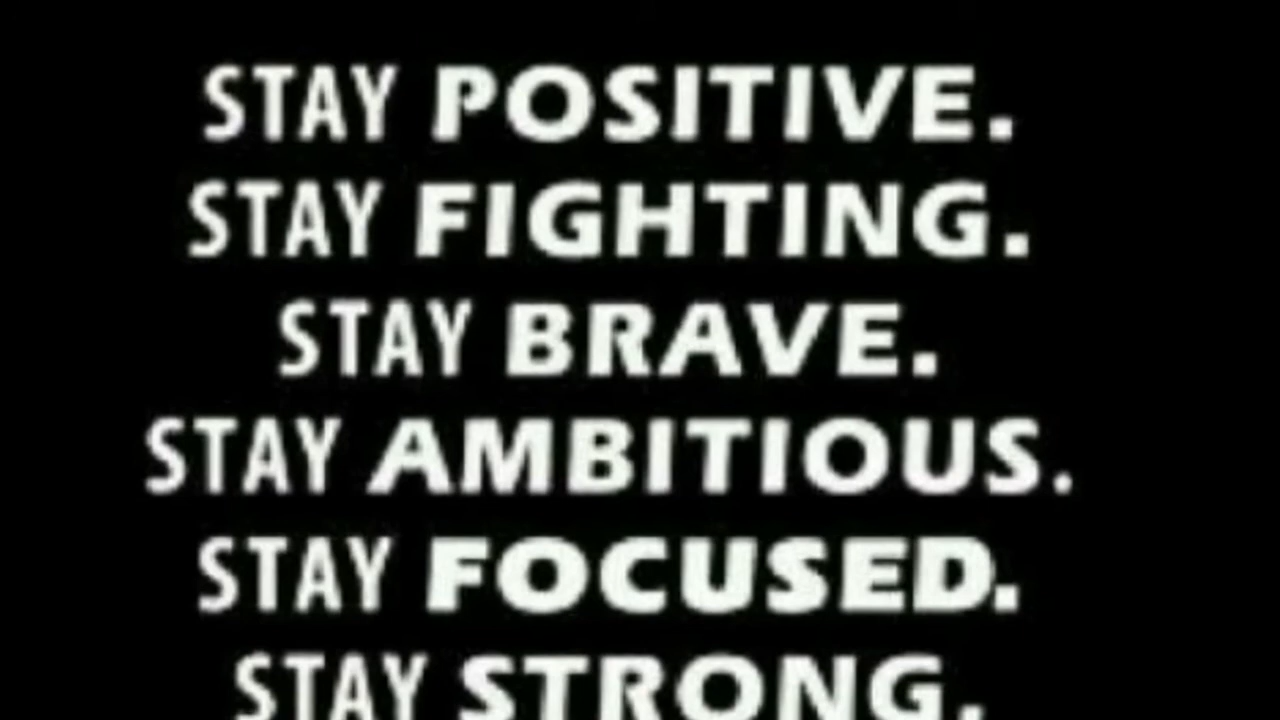 STAY POSITIVE.
STAY FIGHTING.
STAY BRAVE.
STAY AMBITIOUS.
STAY FOCUSED.
STAY STRONG.